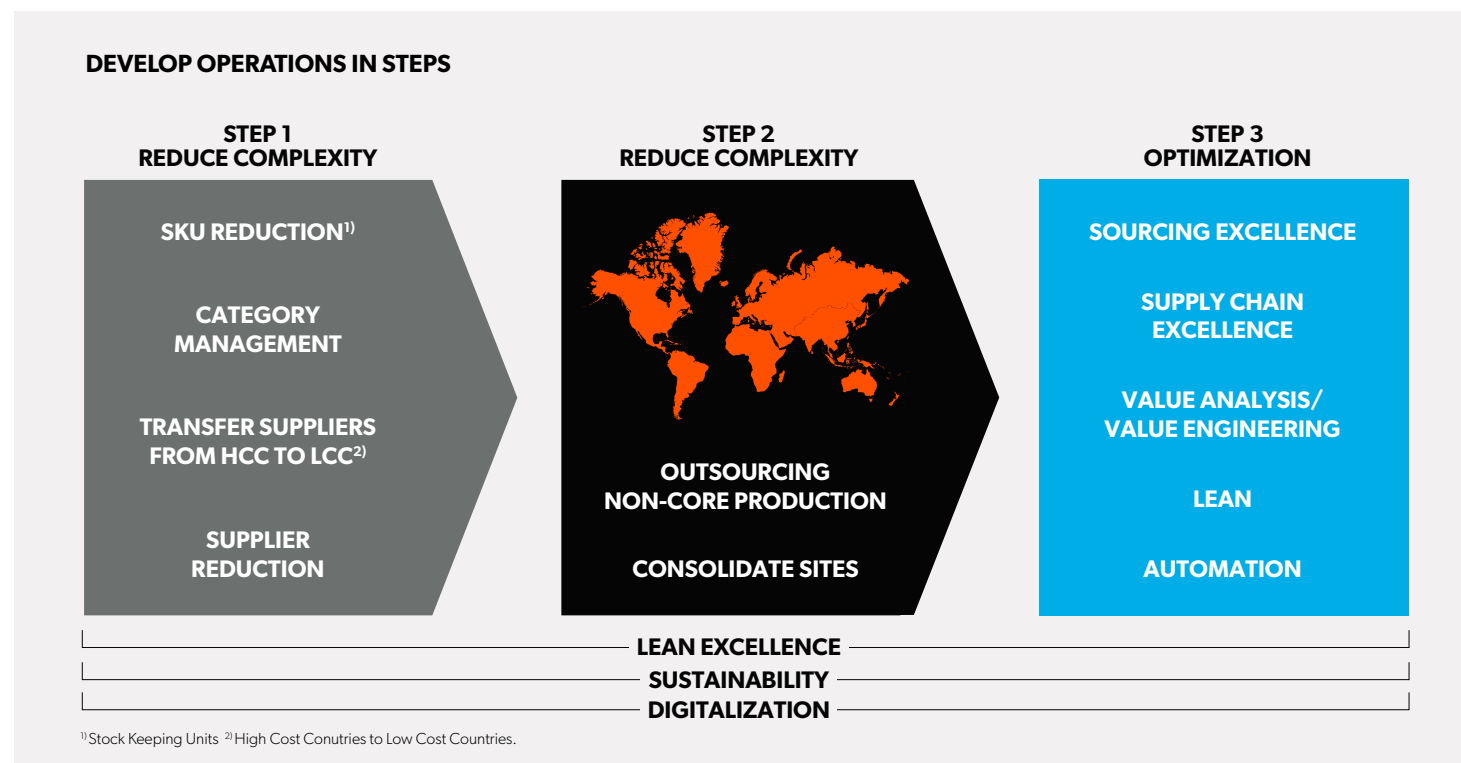 DEVELOP OPERATIONS IN STEPS
STEP 1
REDUCE COMPLEXITY
SKU REDUCTION¹⁾
CATEGORY
MANAGEMENT
TRANSFER SUPPLIERS
FROM HCC TO LCC²⁾
SUPPLIER
REDUCTION
STEP 2
REDUCE COMPLEXITY
OUTSOURCING
NON-CORE PRODUCTION
CONSOLIDATE SITES
STEP 3
OPTIMIZATION
SOURCING EXCELLENCE
SUPPLY CHAIN
EXCELLENCE
VALUE ANALYSIS/
VALUE ENGINEERING
LEAN
AUTOMATION
LEAN EXCELLENCE
SUSTAINABILITY
DIGITALIZATION
¹⁾ Stock Keeping Units ²⁾ High Cost Conutries to Low Cost Countries.